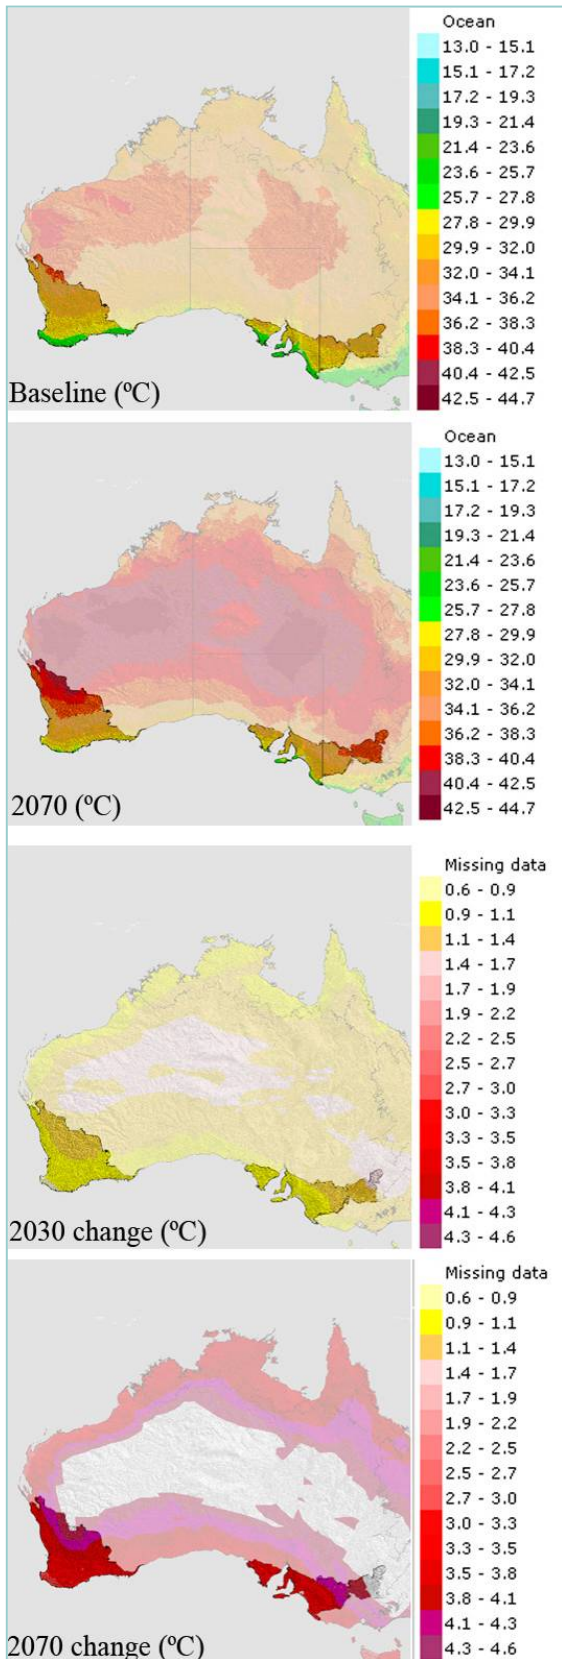 Ocean
13.0 - 15.1
15.1 - 17.2
17.2 - 19.3
19.3 - 21.4
21.4 - 23.6
23.6 - 25.7
25.7 - 27.8
27.8 - 29.9
29.9 - 32.0
32.0 - 34.1
34.1 - 36.2
36.2 - 38.3
38.3 - 40.4
40.4 - 42.5
42.5 - 44.7
Baseline (ºC)
Ocean
13.0 - 15.1
15.1 - 17.2
17.2 - 19.3
19.3 - 21.4
21.4 - 23.6
23.6 - 25.7
25.7 - 27.8
27.8 - 29.9
29.9 - 32.0
32.0 - 34.1
34.1 - 36.2
36.2 - 38.3
38.3 - 40.4
40.4 - 42.5
42.5 - 44.7
2070 (ºC)
Missing data
0.6 - 0.9
0.9 - 1.1
1.1 - 1.4
1.4 - 1.7
1.7 - 1.9
1.9 - 2.2
2.2 - 2.5
2.5 - 2.7
2.7 - 3.0
3.0 - 3.3
3.3 - 3.5
3.5 - 3.8
3.8 - 4.1
4.1 - 4.3
4.3 - 4.6
2030 change (ºC)
Missing data
0.6 - 0.9
0.9 - 1.1
1.1 - 1.4
1.4 - 1.7
1.7 - 1.9
1.9 - 2.2
2.2 - 2.5
2.5 - 2.7
2.7 - 3.0
3.0 - 3.3
3.3 - 3.5
3.5 - 3.8
3.8 - 4.1
4.1 - 4.3
4.3 - 4.6
2070 change (ºC)